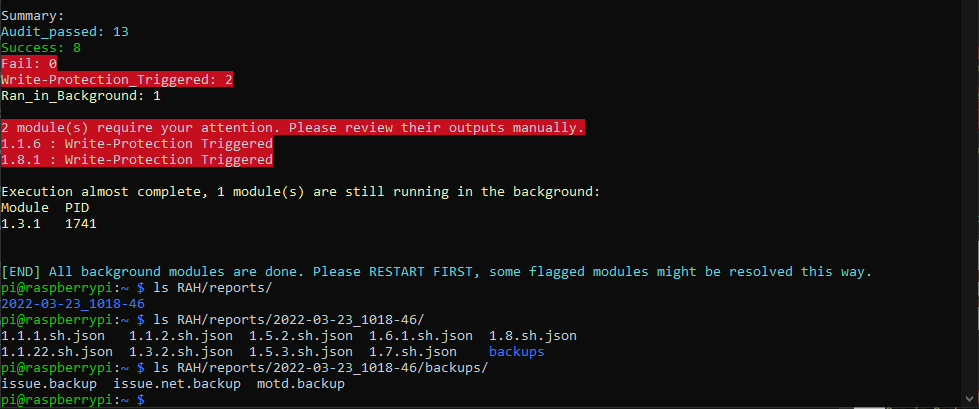 Summary:
Audit_passed: 13
Success: 8
Fail: 0
Write-Protection_Triggered: 2
Ran_in_Background: 1
2 module(s) require your attention. Please review their outputs manually.
1.1.6 : Write-Protection Triggered
1.8.1 : Write-Protection Triggered
Execution almost complete, 1 module(s) are still running in the background:
Module  PID
1.3.1   1741
[END] All background modules are done. Please RESTART FIRST, some flagged modules might be resolved this way.
pi@raspberrypi:~ $ ls RAH/reports/
2022-03-23_1018-46
pi@raspberrypi:~ $ ls RAH/reports/2022-03-23_1018-46/
1.1.1.sh.json   1.1.2.sh.json  1.5.2.sh.json  1.6.1.sh.json  1.8.sh.json
1.1.22.sh.json  1.3.2.sh.json  1.5.3.sh.json  1.7.sh.json    backups
pi@raspberrypi:~ $ ls RAH/reports/2022-03-23_1018-46/backups/
issue.backup  issue.net.backup  motd.backup
pi@raspberrypi:~ $